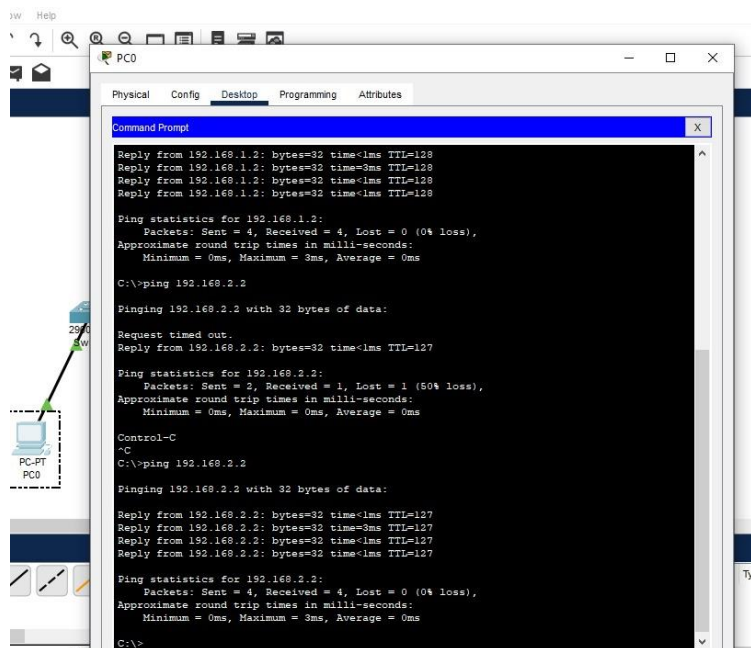 Help
PC0
Physical Config Desktop Programming Attributes
Command Prompt
X
Reply from 192.168.1.2: bytes=32 time<1ms TTL=128
Reply from 192.168.1.2: bytes=32 time=3ms TTL=128
Reply from 192.168.1.2: bytes=32 time<1ms TTL=128
Reply from 192.168.1.2: bytes=32 time<1ms TTL=128
Ping statistics for 192.168.1.2:
Packets: Sent = 4, Received = 4, Lost = 0 (0% loss),
Approximate round trip times in milli-seconds:
Minimum = 0ms, Maximum = 3ms, Average = 0ms
C:\>ping 192.168.2.2
Pinging 192.168.2.2 with 32 bytes of data:
Request timed out.
Reply from 192.168.2.2: bytes=32 time<1ms TTL=127
Ping statistics for 192.168.2.2:
Packets: Sent = 2, Received = 1, Lost = 1 (50% loss),
Approximate round trip times in milli-seconds:
Minimum = 0ms, Maximum = 0ms, Average = 0ms
Control-C
^C
C:\>ping 192.168.2.2
Pinging 192.168.2.2 with 32 bytes of data:
Reply from 192.168.2.2: bytes=32 time<1ms TTL=127
Reply from 192.168.2.2: bytes=32 time=3ms TTL=127
Reply from 192.168.2.2: bytes=32 time<1ms TTL=127
Reply from 192.168.2.2: bytes=32 time<1ms TTL=127
Ping statistics for 192.168.2.2:
Packets: Sent = 4, Received = 4, Lost = 0 (0% loss),
Approximate round trip times in milli-seconds:
Minimum = 0ms, Maximum = 3ms, Average = 0ms
C:\>
PC-PT
PC0